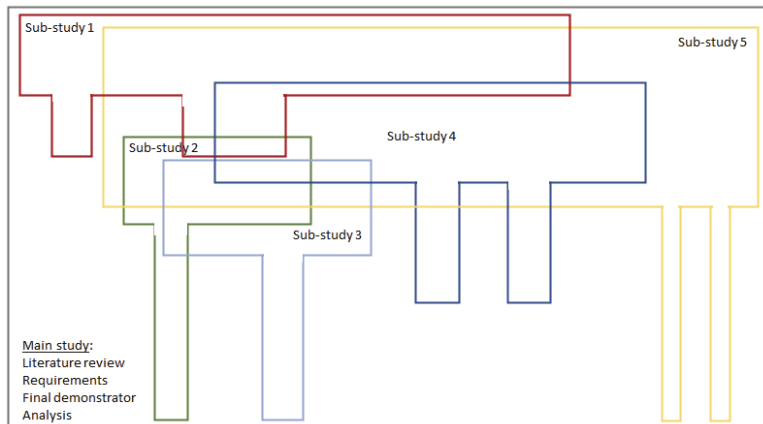 Sub-study 1
Sub-study 5
Sub-study 4
Sub-study 2
Sub-study 3
Main study:
Literature review
Requirements
Final demonstrator
Analysis